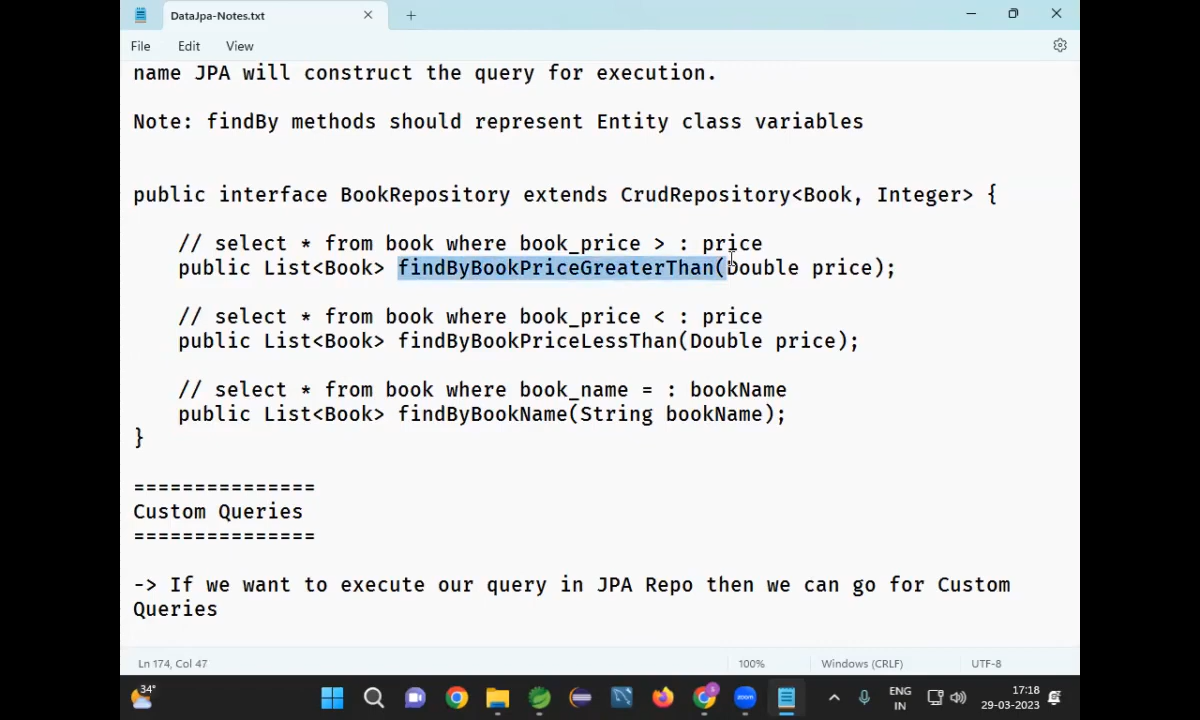 DataJpa-Notes.txt
File Edit View
name JPA will construct the query for execution.
Note: findBy methods should represent Entity class variables
public interface BookRepository extends CrudRepository<Book, Integer> {
// select * from book where book_price > : price
public List<Book> findByBookPriceGreaterThan(Double price);
// select * from book where book_price < : price
public List<Book> findByBookPriceLessThan(Double price);
// select * from book where book_name = : bookName
public List<Book> findByBookName(String bookName);
}
===============
Custom Queries
===============
-> If we want to execute our query in JPA Repo then we can go for Custom
Queries
Ln 174, Col 47 100% Windows (CRLF) UTF-8
34° zoom ENG IN 17:18
29-03-2023